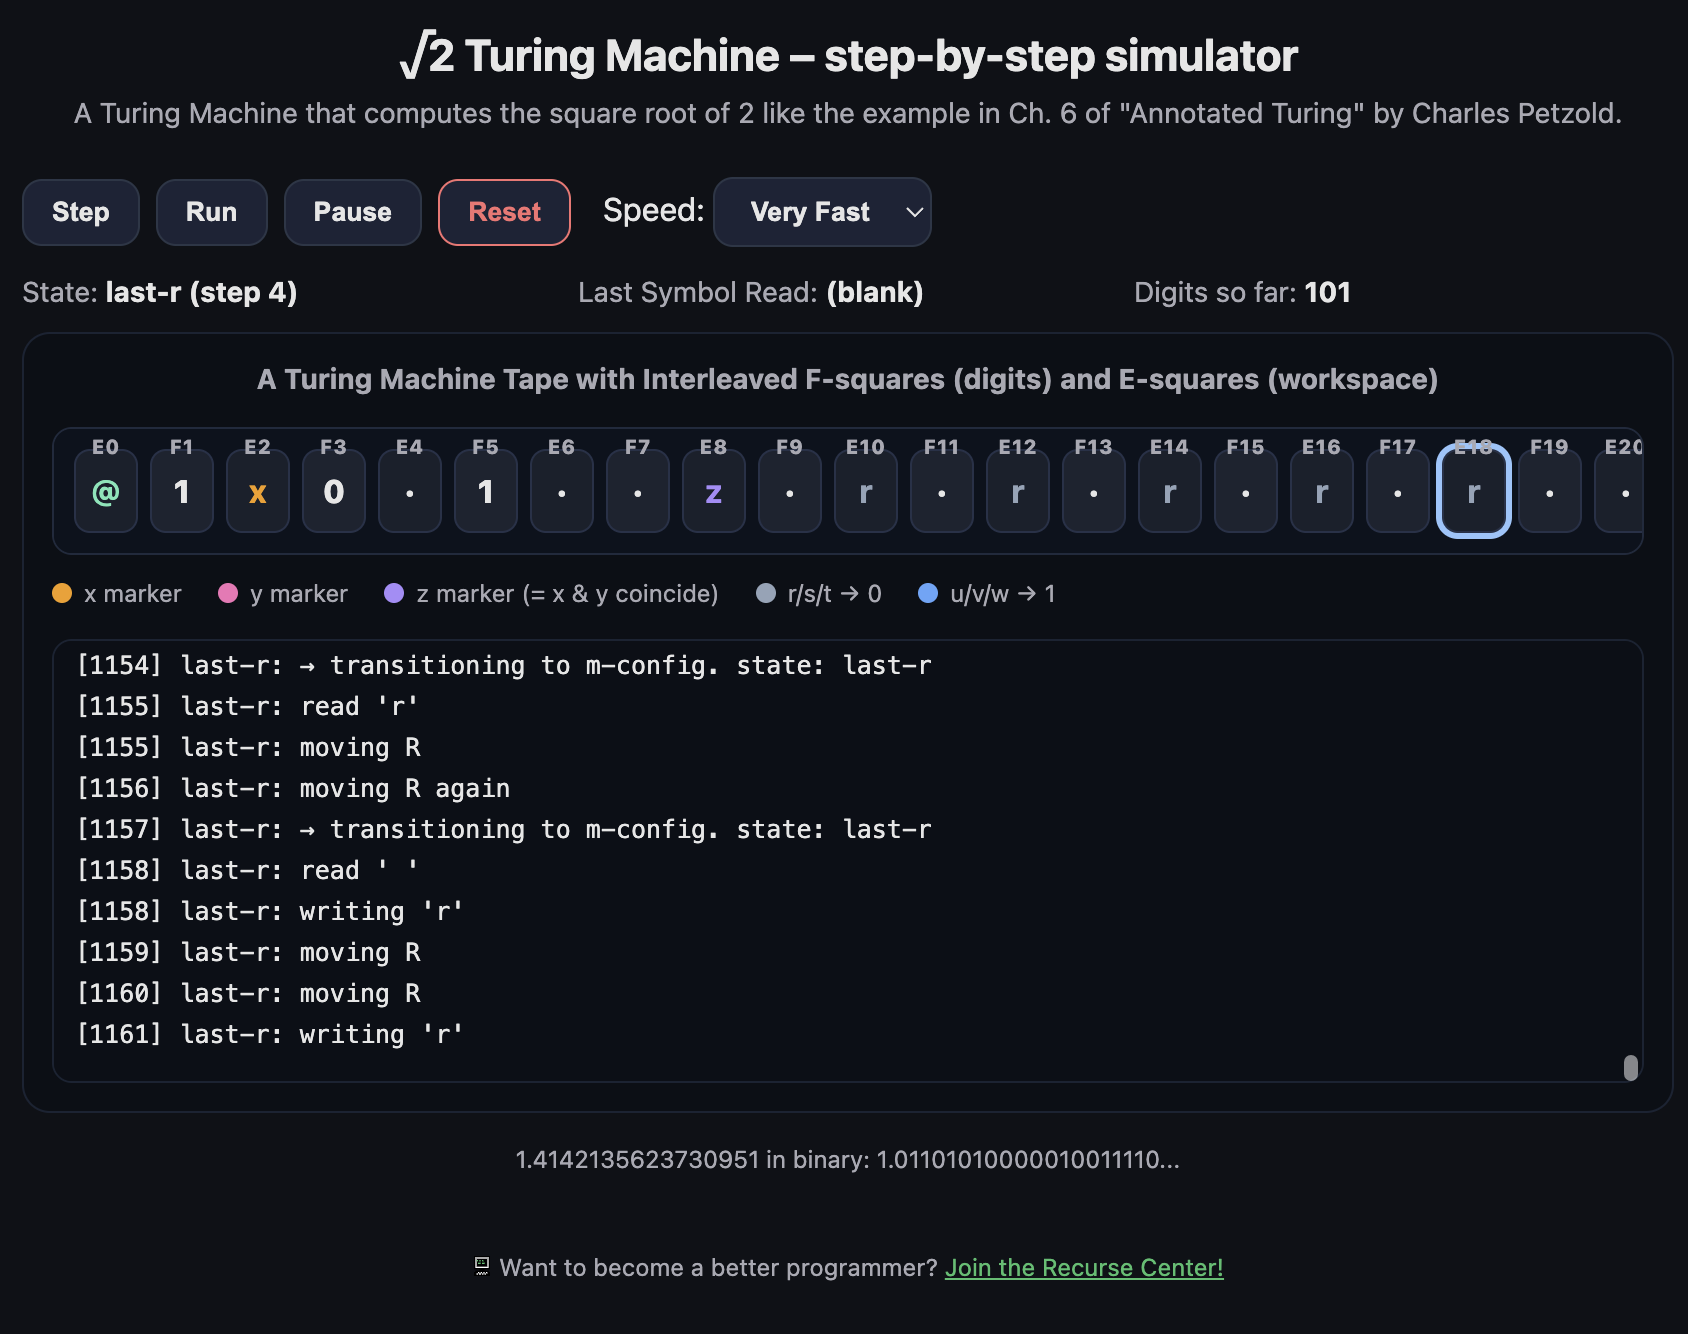 √2 Turing Machine – step-by-step simulator
A Turing Machine that computes the square root of 2 like the example in Ch. 6 of "Annotated Turing" by Charles Petzold.
Step Run Pause Reset Speed: Very Fast
State: last-r (step 4) Last Symbol Read: (blank) Digits so far: 101
A Turing Machine Tape with Interleaved F-squares (digits) and E-squares (workspace)
E0 F1 E2 F3 E4 F5 E6 F7 E8 F9 E10 F11 E12 F13 E14 F15 E16 F17 E18 F19 E20
@ 1 x 0 · 1 · · z · r · r · r · r · r · ·
x marker y marker z marker (= x & y coincide) r/s/t → 0 u/v/w → 1
[1154] last-r: → transitioning to m-config. state: last-r
[1155] last-r: read 'r'
[1155] last-r: moving R
[1156] last-r: moving R again
[1157] last-r: → transitioning to m-config. state: last-r
[1158] last-r: read ' '
[1158] last-r: writing 'r'
[1159] last-r: moving R
[1160] last-r: moving R
[1161] last-r: writing 'r'
1.4142135623730951 in binary: 1.01101010000010011110...
Want to become a better programmer? Join the Recurse Center!